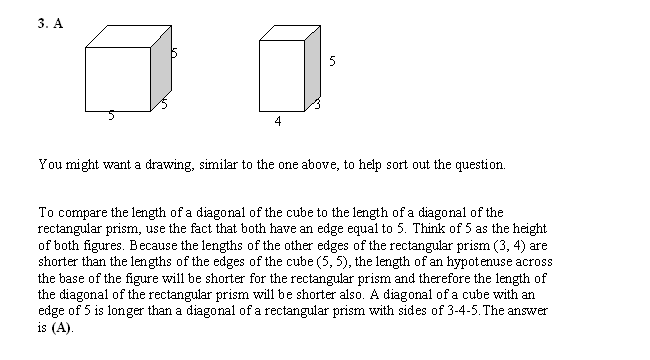 3. A
5
5
5
5
3
4
You might want a drawing, similar to the one above, to help sort out the question.
To compare the length of a diagonal of the cube to the length of a diagonal of the
rectangular prism, use the fact that both have an edge equal to 5. Think of 5 as the height
of both figures. Because the lengths of the other edges of the rectangular prism (3, 4) are
shorter than the lengths of the edges of the cube (5, 5), the length of an hypotenuse across
the base of the figure will be shorter for the rectangular prism and therefore the length of
the diagonal of the rectangular prism will be shorter also. A diagonal of a cube with an
edge of 5 is longer than a diagonal of a rectangular prism with sides of 3-4-5. The answer
is (A).